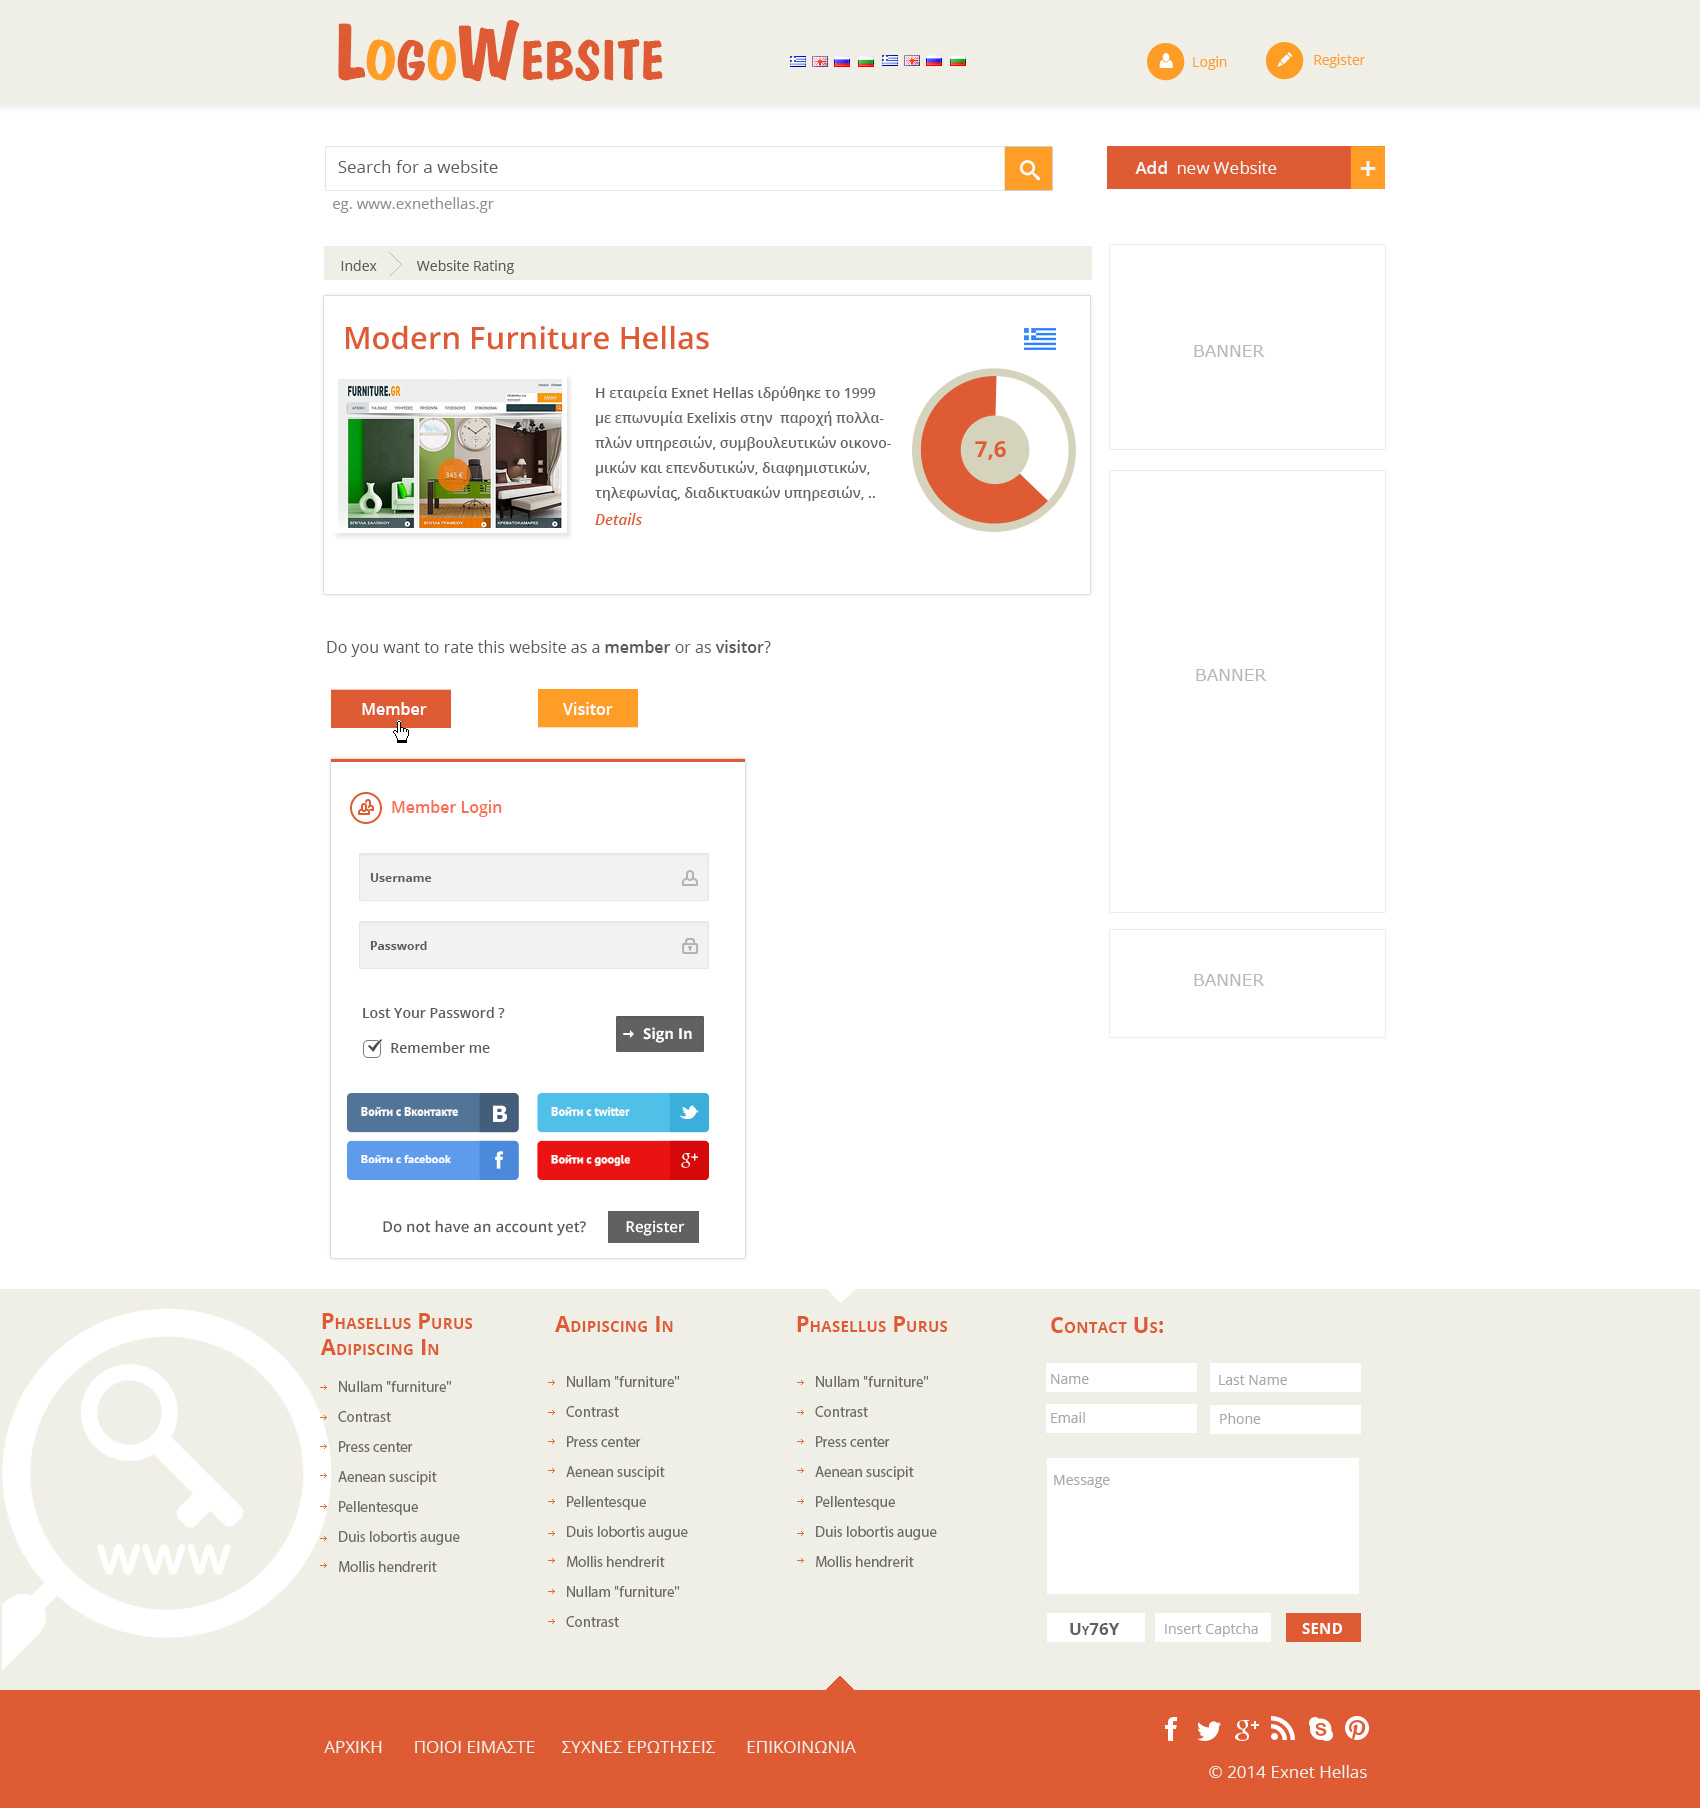 LogoWebsite
Login
Register
Search for a website
Add new Website
eg. www.exnethellas.gr
Index
Website Rating
Modern Furniture Hellas
FURNITURE.GR
345 €
Η εταιρεία Exnet Hellas ιδρύθηκε το 1999
με επωνυμία Exelixis στην παροχή πολλα-
πλών υπηρεσιών, συμβουλευτικών οικονο-
μικών και επενδυτικών, διαφημιστικών,
τηλεφωνίας, διαδικτυακών υπηρεσιών, ..
Details
7,6
BANNER
Do you want to rate this website as a member or as visitor?
Member
Visitor
BANNER
Member Login
Username
Password
BANNER
Lost Your Password ?
Remember me
Sign In
Войти с Вконтакте
B
Войти с twitter
Войти с facebook
f
Войти с google
g+
Do not have an account yet?
Register
Phasellus Purus
Adipiscing In
Nullam "furniture"
Contrast
Press center
Aenean suscipit
Pellentesque
Duis lobortis augue
Mollis hendrerit
www
Adipiscing In
Nullam "furniture"
Contrast
Press center
Aenean suscipit
Pellentesque
Duis lobortis augue
Mollis hendrerit
Nullam "furniture"
Contrast
Phasellus Purus
Nullam "furniture"
Contrast
Press center
Aenean suscipit
Pellentesque
Duis lobortis augue
Mollis hendrerit
Contact Us:
Name
Last Name
Email
Phone
Message
Uy76Y
Insert Captcha
SEND
ΑΡΧΙΚΗ
ΠΟΙΟΙ ΕΙΜΑΣΤΕ
ΣΥΧΝΕΣ ΕΡΩΤΗΣΕΙΣ
ΕΠΙΚΟΙΝΩΝΙΑ
© 2014 Exnet Hellas